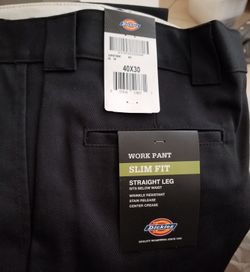 Dickies
40X30
WORK PANT
SLIM FIT
STRAIGHT LEG
SITS BELOW WAIST
WRINKLE RESISTANT
STAIN RELEASE
CENTER CREASE
Dickies